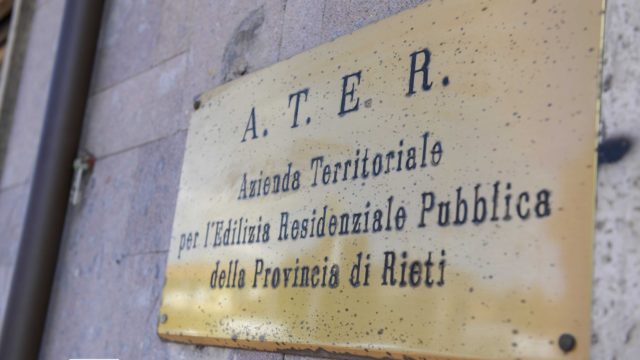 A. T. E. R.
Azienda Territoriale
per l'Edilizia Residenziale Pubblica
della Provincia di Rieti